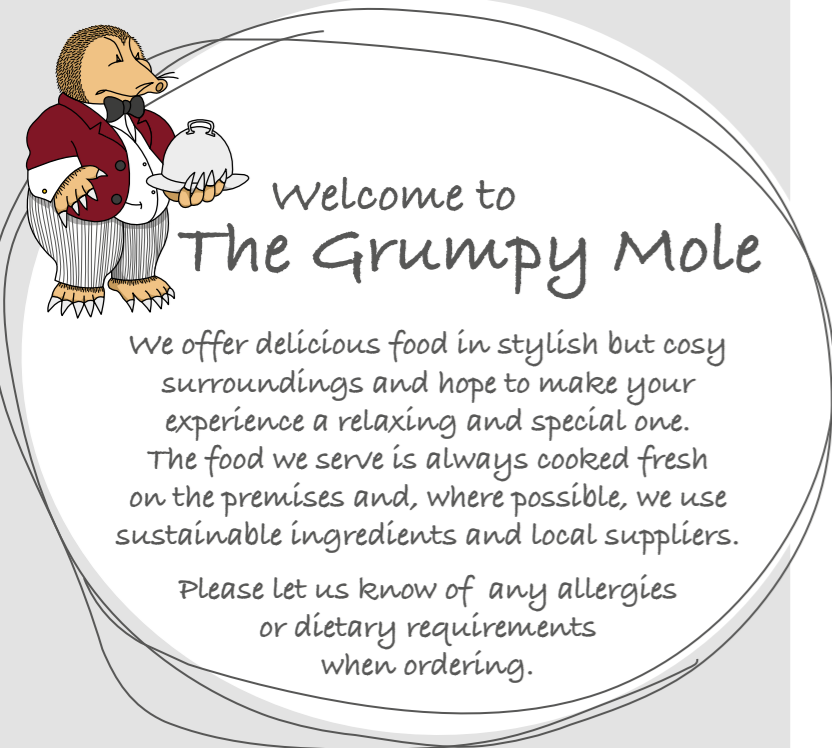 Welcome to
The Grumpy Mole
We offer delicious food in stylish but cosy
surroundings and hope to make your
experience a relaxing and special one.
The food we serve is always cooked fresh
on the premises and, where possible, we use
sustainable ingredients and local suppliers.
Please let us know of any allergies
or dietary requirements
when ordering.